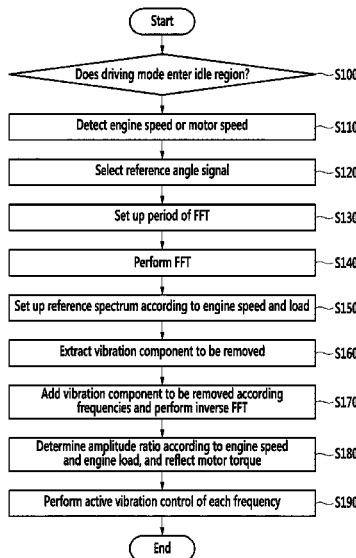 Start
Does driving mode enter idle region?
S100
Detect engine speed or motor speed
S110
Select reference angle signal
S120
Set up period of FFT
S130
Perform FFT
S140
Set up reference spectrum according to engine speed and load
S150
Extract vibration component to be removed
S160
Add vibration component to be removed according
frequencies and perform inverse FFT
S170
Determine amplitude ratio according to engine speed
and engine load, and reflect motor torque
S180
Perform active vibration control of each frequency
S190
End